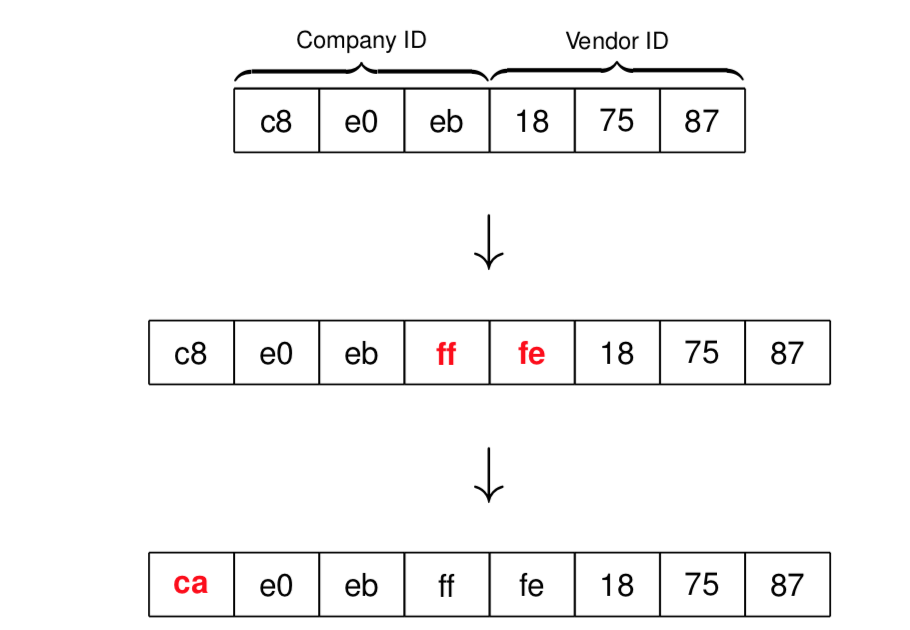 Company ID Vendor ID
c8 e0 eb 18 75 87
c8 e0 eb ff fe 18 75 87
ca e0 eb ff fe 18 75 87